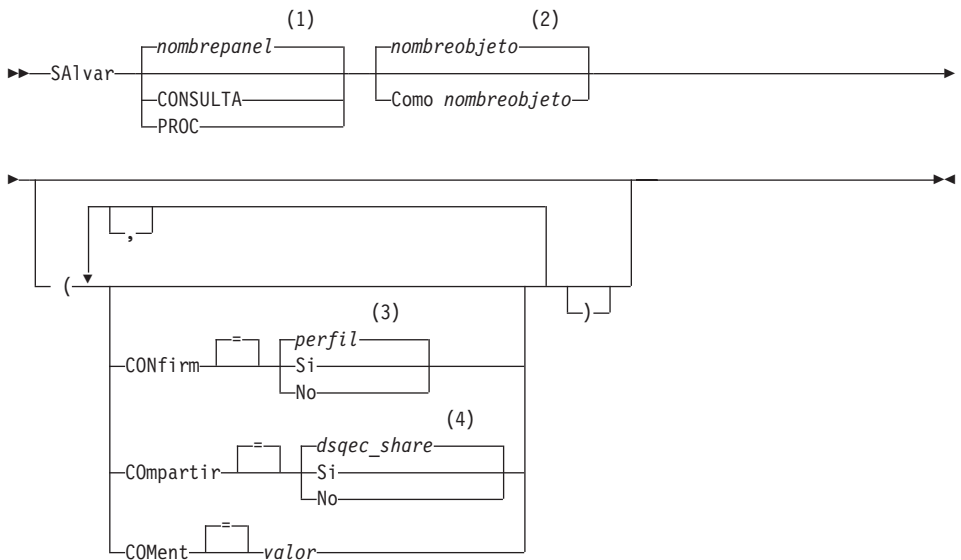 (1) (2)
nombrepanel nombreobjeto
SAlvar
CONSULTA Como nombreobjeto
PROC
,
( )
(3)
= perfil
CONfirm Si
No
(4)
= dsqec_share
COmpartir Si
No
=
COMent valor